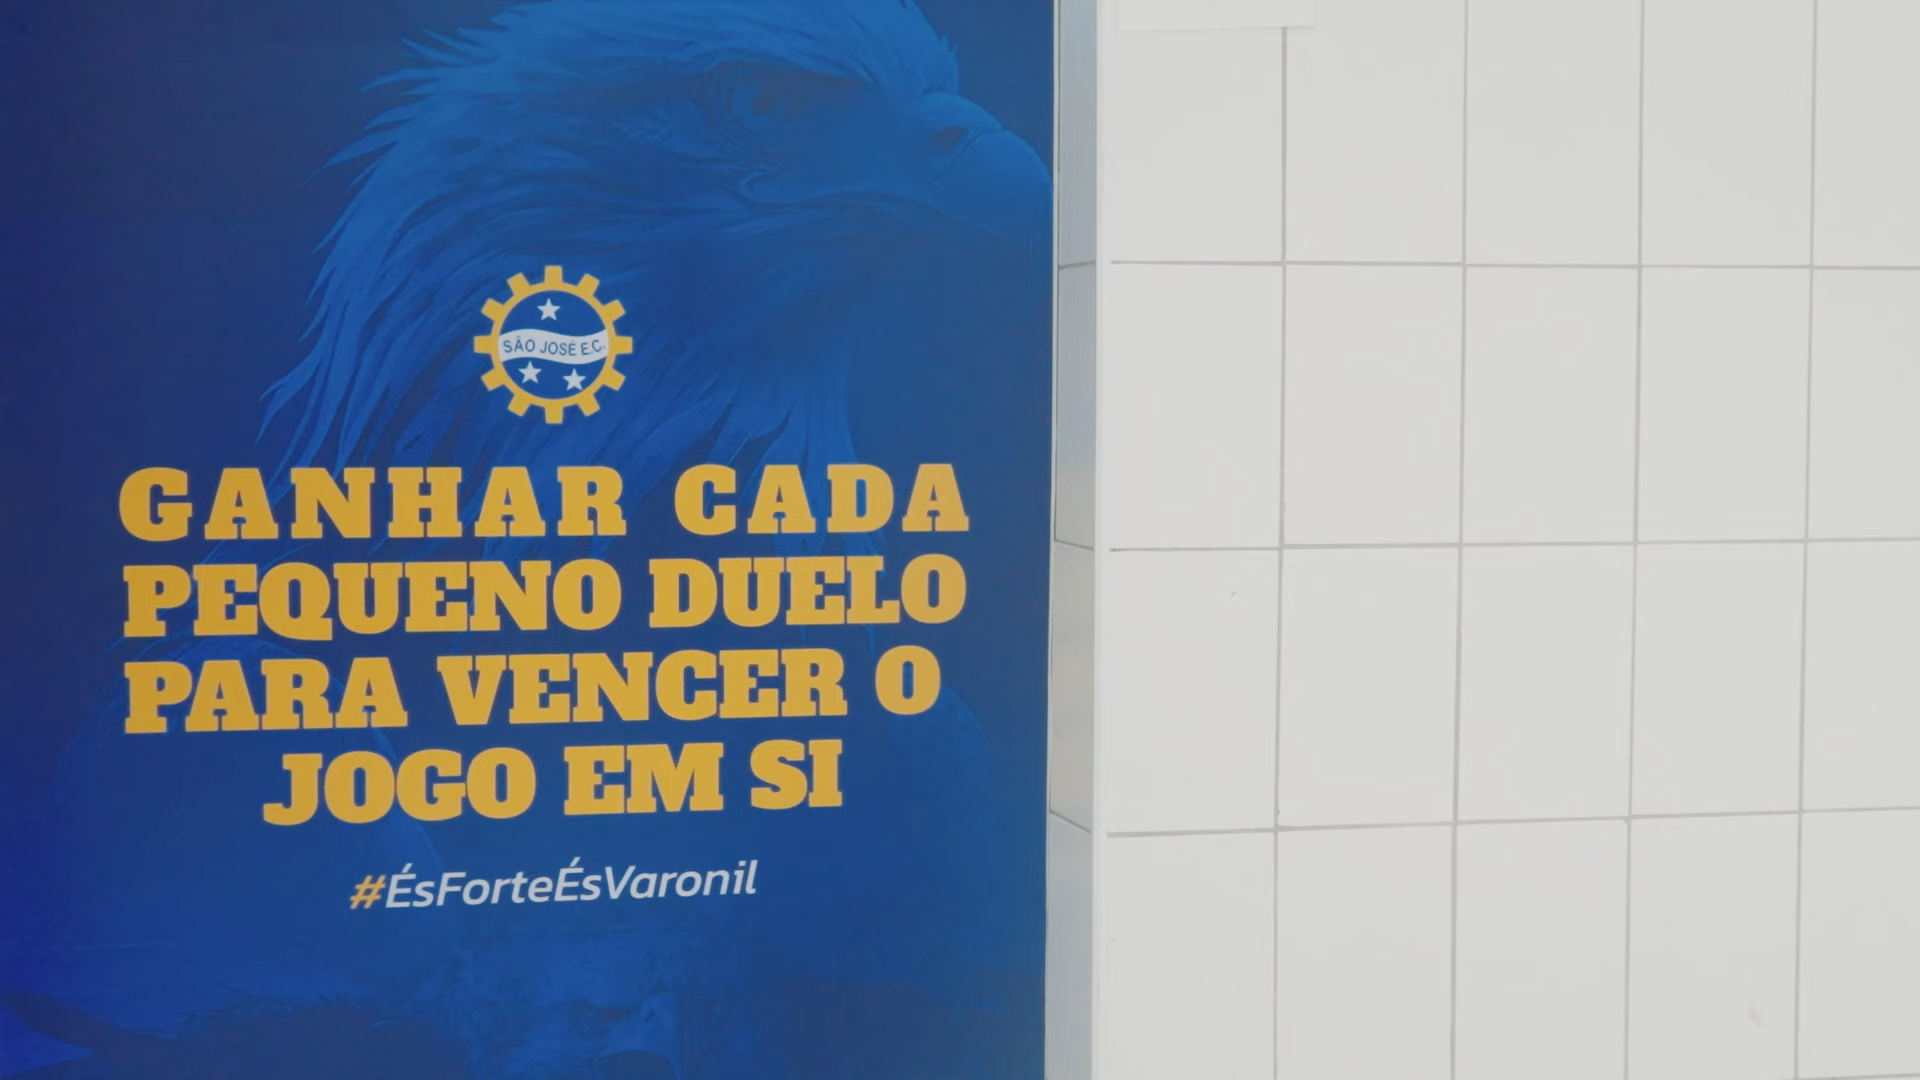 SÃO JOSÉ E.C.
GANHAR CADA
PEQUENO DUELO
PARA VENCER O
JOGO EM SI
#ÉsForteÉsVaronil